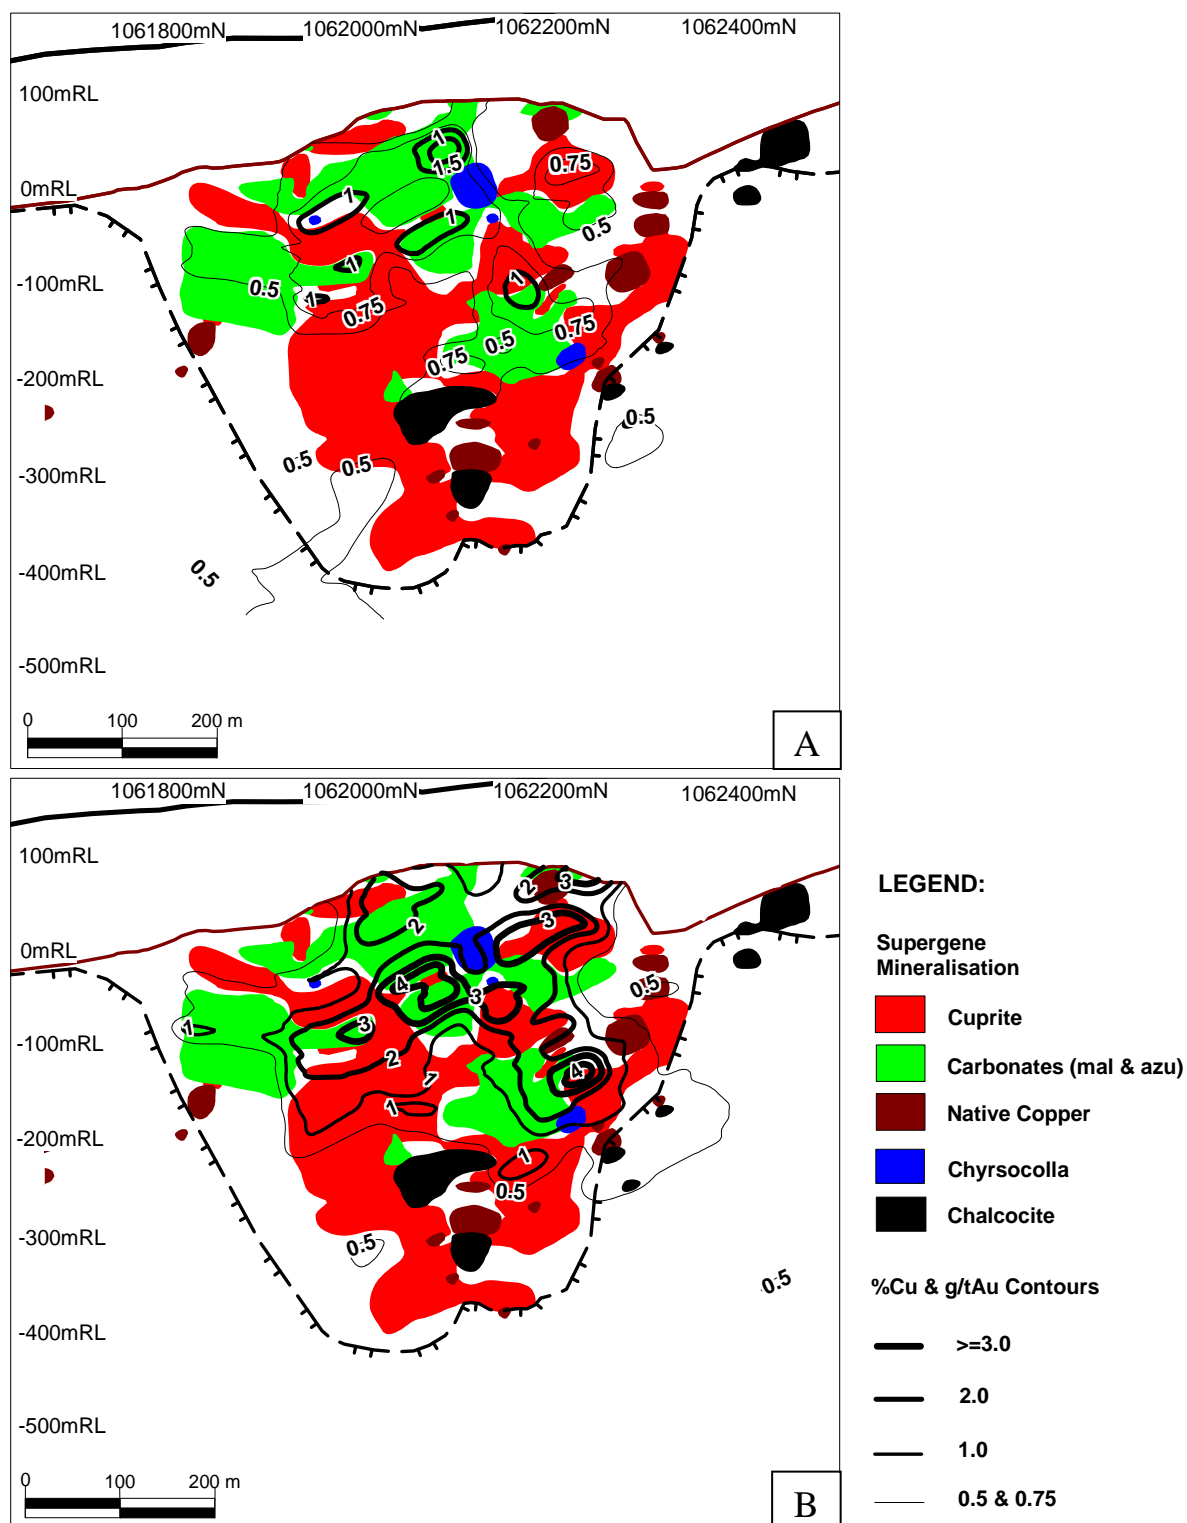 1061800mN 1062000mN 1062200mN 1062400mN
100mRL
1
1.5
0.75
0mRL
1
1
0.5
1
-100mRL
0.5
1
1
0.75
0.75
0.5
0.75
-200mRL
0.5
0.5
0.5
-300mRL
0.5
-400mRL
-500mRL
0 100 200 m
A
1061800mN 1062000mN 1062200mN 1062400mN
100mRL
2
3
2
3
0mRL
4
3
0.5
1
3
-100mRL
2
1
4
1
-200mRL
1
0.5
-300mRL
0.5
0.5
-400mRL
-500mRL
0 100 200 m
B
LEGEND:
Supergene
Mineralisation
Cuprite
Carbonates (mal & azu)
Native Copper
Chyrsocolla
Chalcocite
%Cu & g/tAu Contours
>=3.0
2.0
1.0
0.5 & 0.75